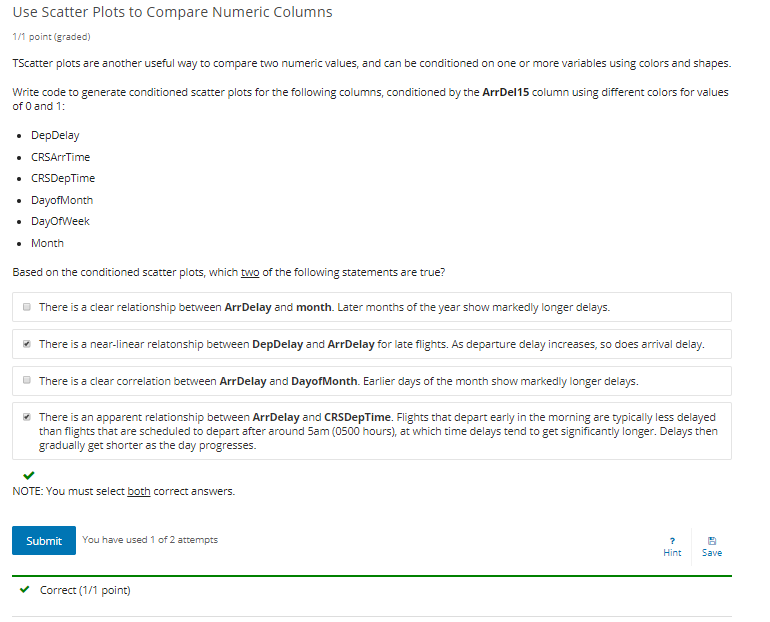 Use Scatter Plots to Compare Numeric Columns
1/1 point (graded)
TScatter plots are another useful way to compare two numeric values, and can be conditioned on one or more variables using colors and shapes.
Write code to generate conditioned scatter plots for the following columns, conditioned by the ArrDel15 column using different colors for values
of 0 and 1:
• DepDelay
• CRSArrTime
• CRSDepTime
• DayofMonth
• DayOfWeek
• Month
Based on the conditioned scatter plots, which two of the following statements are true?
There is a clear relationship between ArrDelay and month. Later months of the year show markedly longer delays.
There is a near-linear relatonship between DepDelay and ArrDelay for late flights. As departure delay increases, so does arrival delay.
There is a clear correlation between ArrDelay and DayofMonth. Earlier days of the month show markedly longer delays.
There is an apparent relationship between ArrDelay and CRSDepTime. Flights that depart early in the morning are typically less delayed
than flights that are scheduled to depart after around 5am (0500 hours), at which time delays tend to get significantly longer. Delays then
gradually get shorter as the day progresses.
NOTE: You must select both correct answers.
Submit You have used 1 of 2 attempts
? Hint Save
Correct (1/1 point)